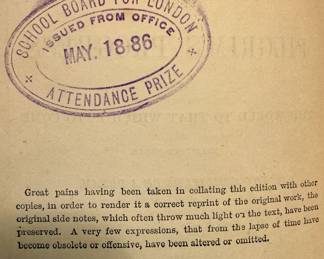 SCHOOL BOARD FOR LONDON
ISSUED FROM OFFICE
MAY. 18 86
ATTENDANCE PRIZE
Great pains having been taken in collating this edition with other
copies, in order to render it a correct reprint of the original work, the
original side notes, which often throw much light on the text, have been
preserved. A very few expressions, that from the lapse of time have
become obsolete or offensive, have been altered or omitted.